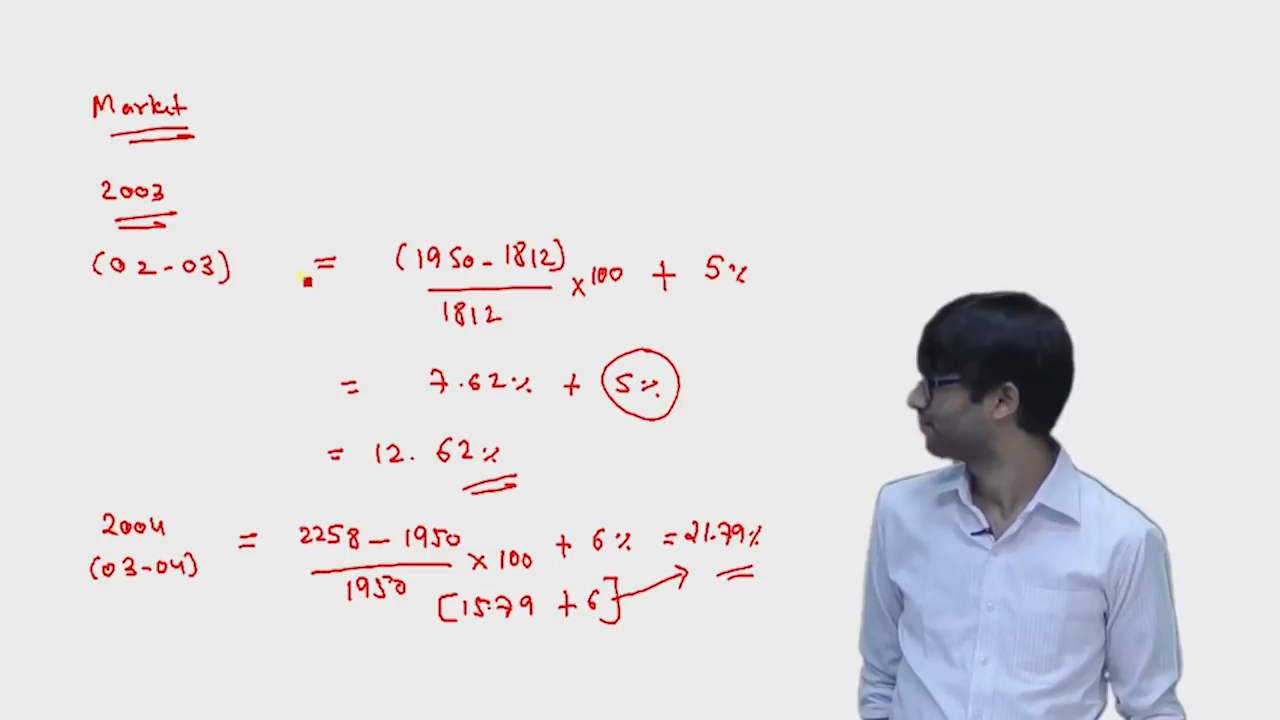 Market
2003
(02-03) = (1950-1812)/1812 ×100 + 5%
= 7.62% + 5%
= 12.62%
2004
(03-04) = 2258-1950/1950 ×100 + 6% = 21.79%
[15.79 + 6]